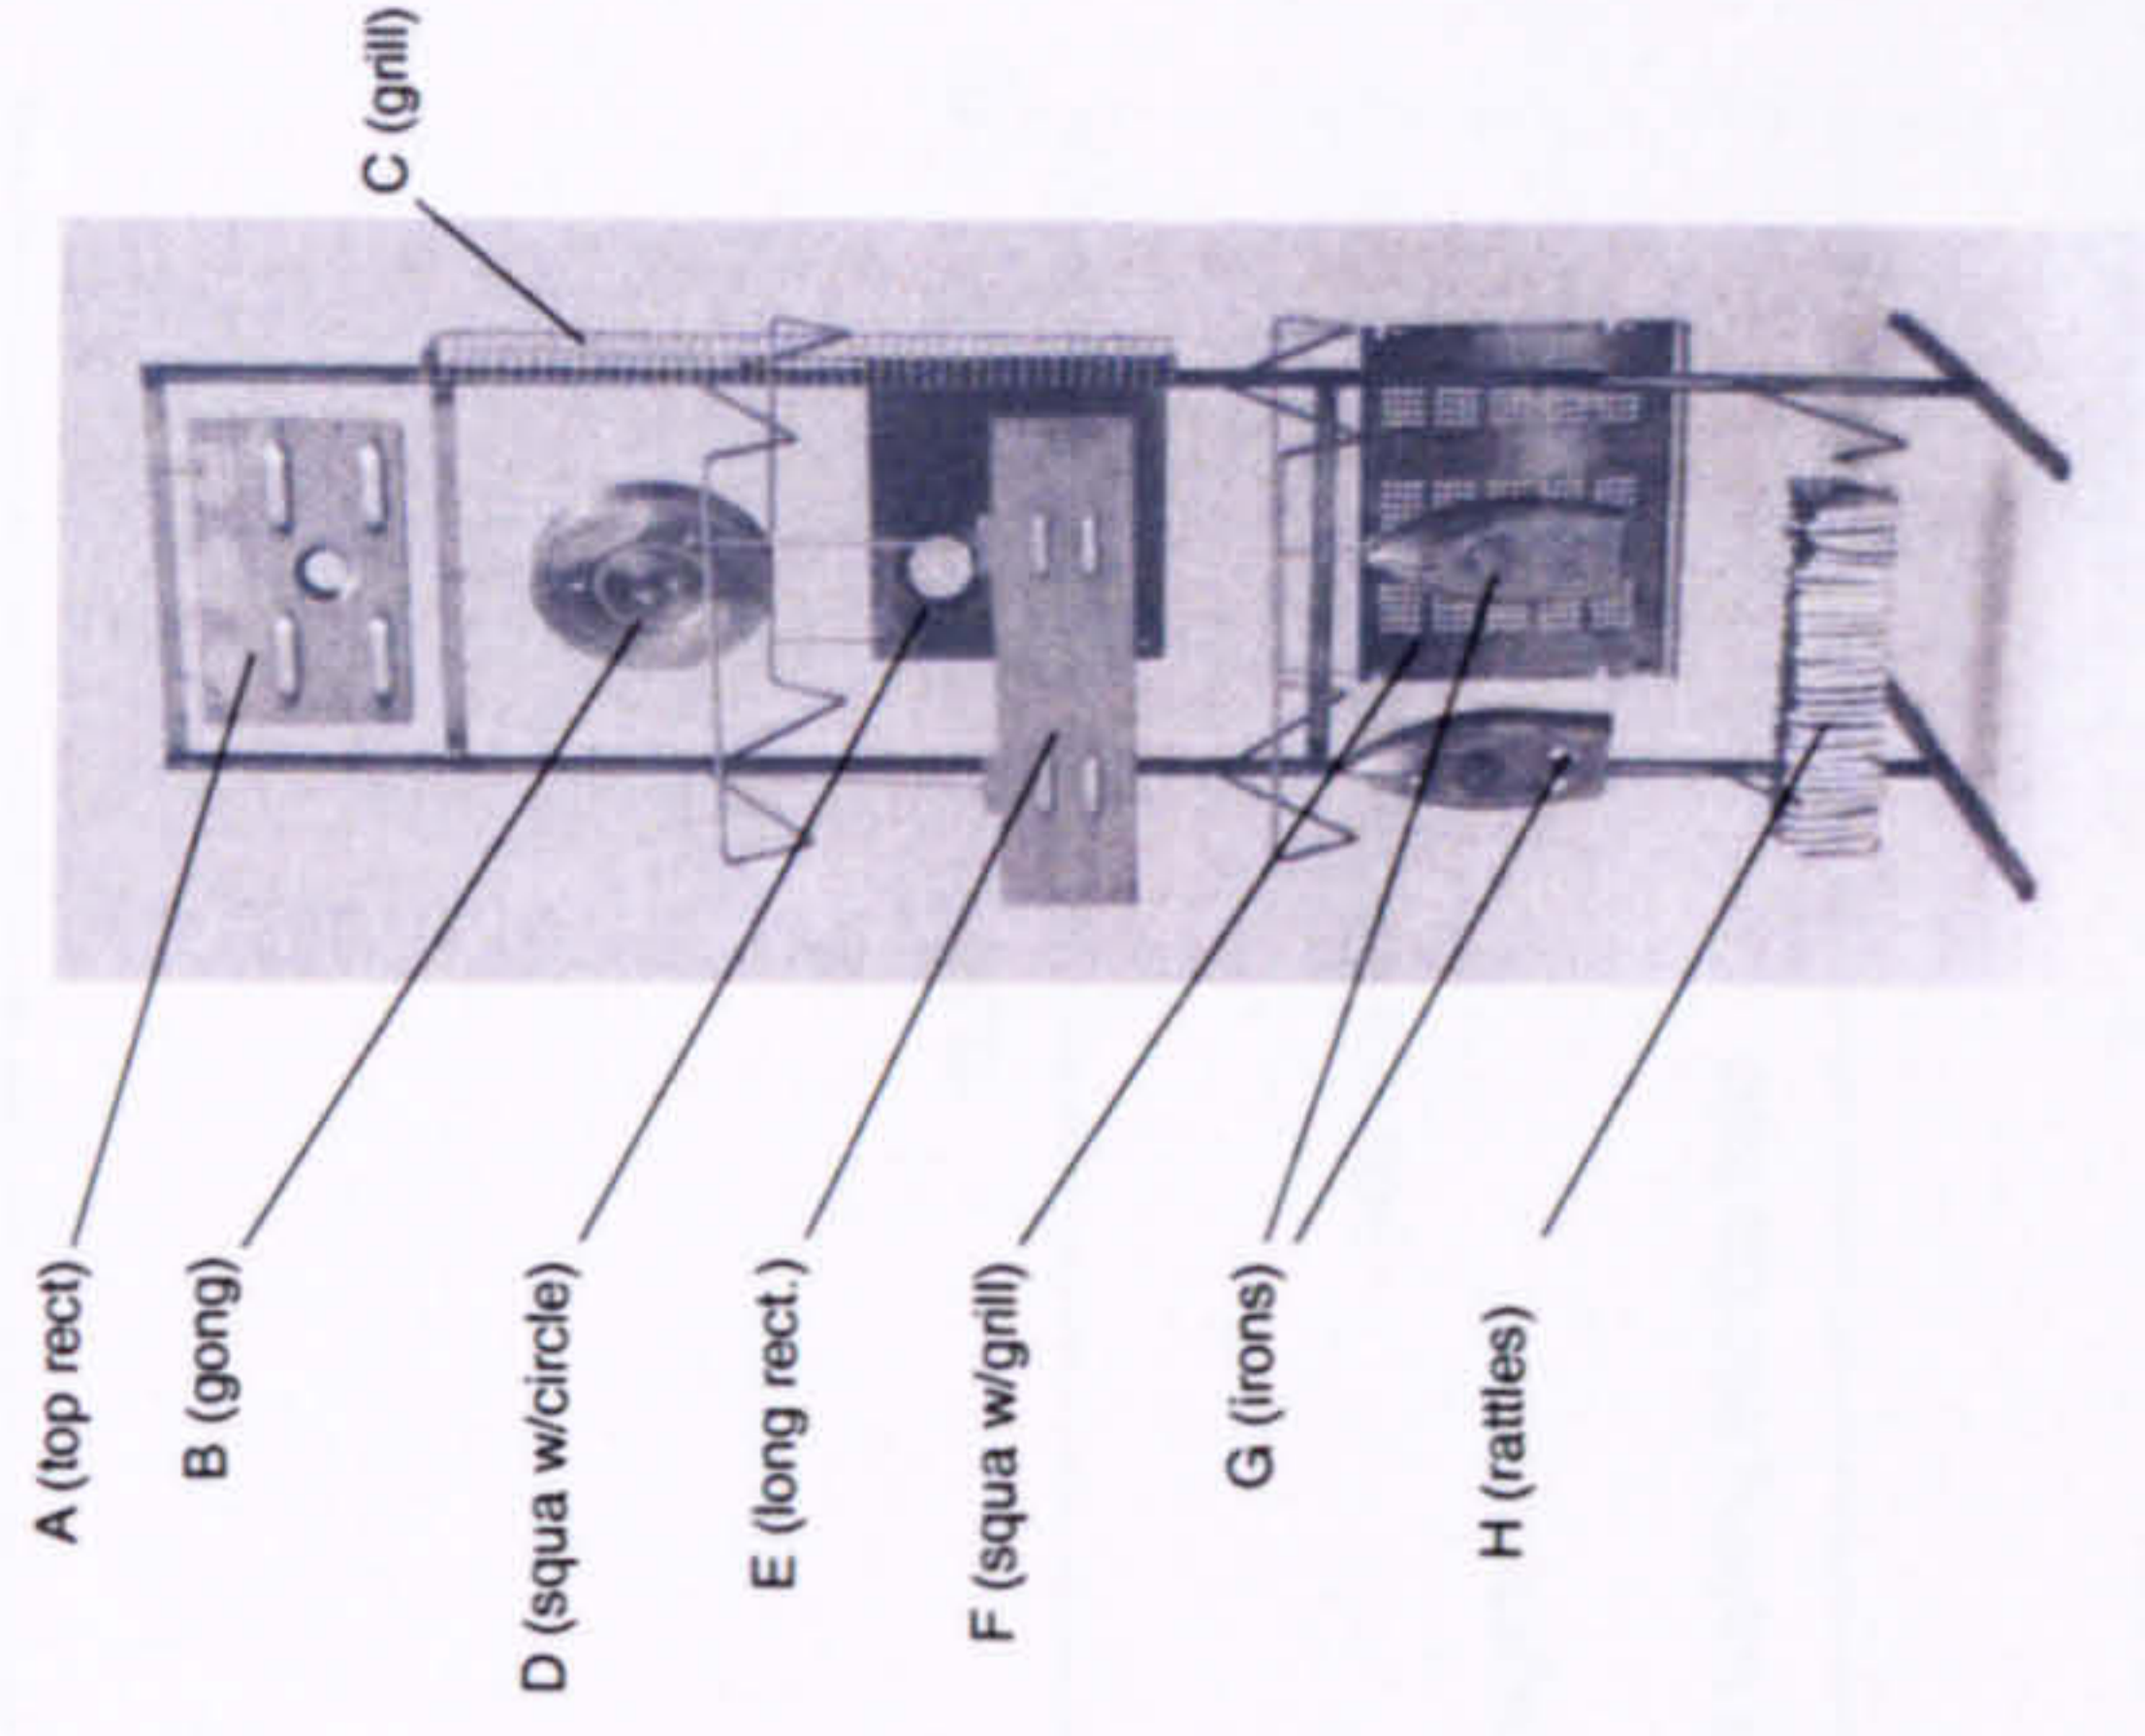 A (top rect)
B (gong)
C (grill)
D (squa w/circle)
E (long rect.)
F (squa w/grill)
G (irons)
H (rattles)